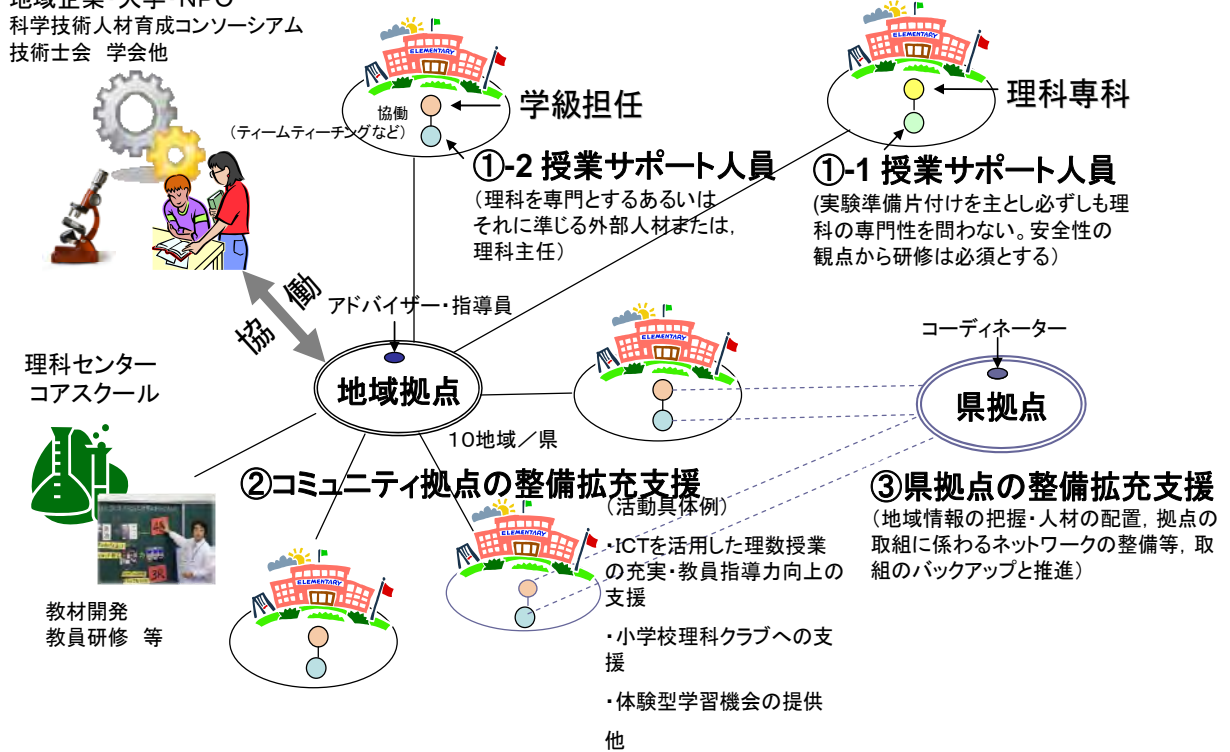 地域企業 大学 NPO
科学技術人材育成コンソーシアム
技術士会 学会他
ELEMENTARY
協働
（ティームティーチングなど）
学級担任
①-2 授業サポート人員
（理科を専門とするあるいは
それに準じる外部人材または，
理科主任）
ELEMENTARY
理科専科
①-1 授業サポート人員
(実験準備片付けを主とし必ずしも理
科の専門性を問わない。安全性の
観点から研修は必須とする）
協働
アドバイザー・指導員
地域拠点
10地域／県
ELEMENTARY
コーディネーター
県拠点
理科センター
コアスクール
教材開発
教員研修 等
②コミュニティ拠点の整備拡充支援
ELEMENTARY
ELEMENTARY
（活動具体例）
・ICTを活用した理数授業
の充実・教員指導力向上の
支援
・小学校理科クラブへの支
援
・体験型学習機会の提供
他
③県拠点の整備拡充支援
（地域情報の把握・人材の配置，拠点の
取組に係わるネットワークの整備等，取
組のバックアップと推進）